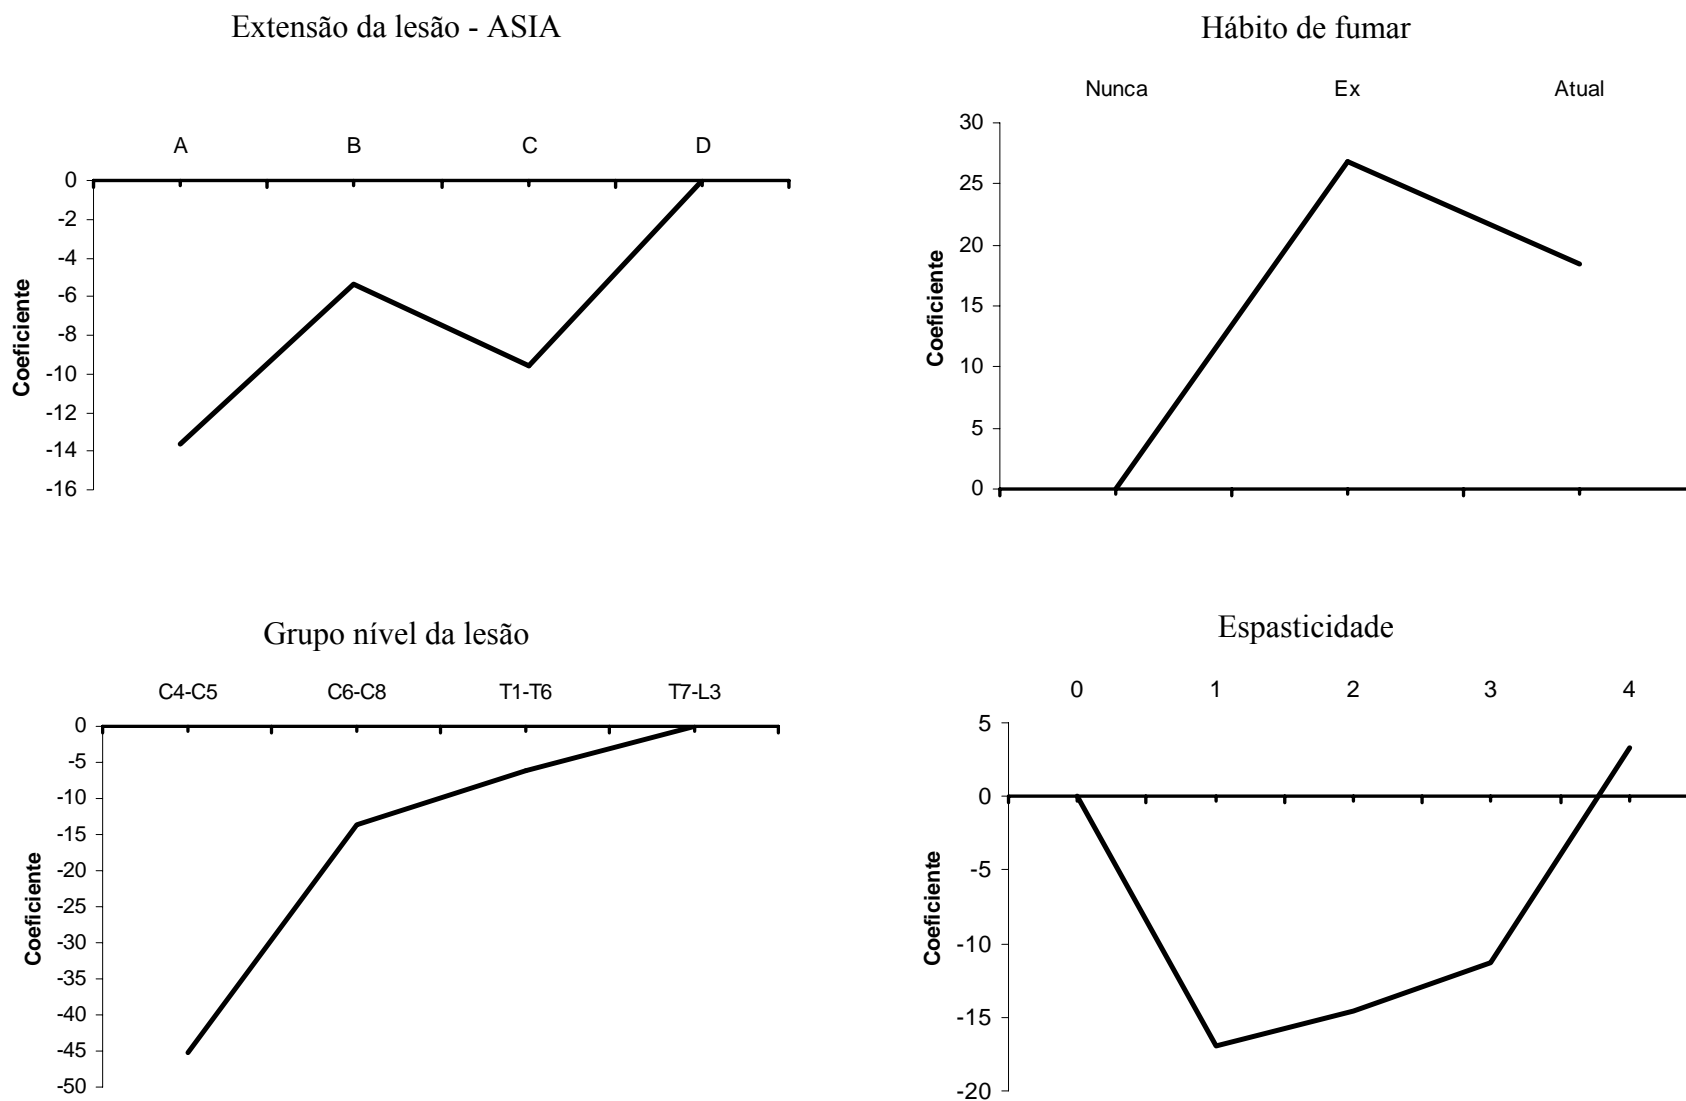 Extensão da lesão - ASIA
A B C D
0
-2
-4
-6
-8
-10
-12
-14
-16
Coeficiente
Hábito de fumar
Nunca Ex Atual
30
25
20
15
10
5
0
Coeficiente
Grupo nível da lesão
C4-C5 C6-C8 T1-T6 T7-L3
0
-5
-10
-15
-20
-25
-30
-35
-40
-45
-50
Coeficiente
Espasticidade
0 1 2 3 4
5
0
-5
-10
-15
-20
Coeficiente